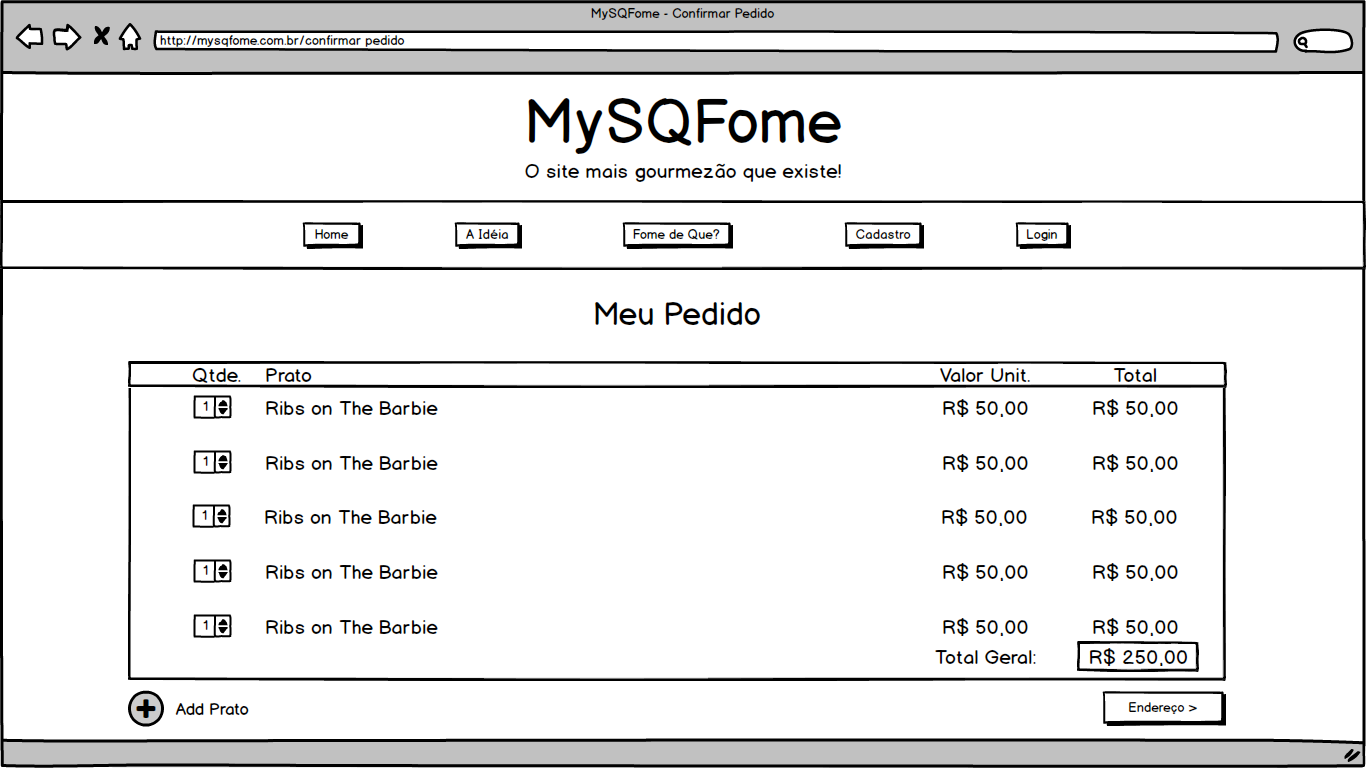 MySQFome - Confirmar Pedido
http://mysqfome.com.br/confirmar pedido
MySQFome
O site mais gourmezão que existe!
Home A Idéia Fome de Que? Cadastro Login
Meu Pedido
Qtde. Prato Valor Unit. Total
1 Ribs on The Barbie R$ 50,00 R$ 50,00
1 Ribs on The Barbie R$ 50,00 R$ 50,00
1 Ribs on The Barbie R$ 50,00 R$ 50,00
1 Ribs on The Barbie R$ 50,00 R$ 50,00
1 Ribs on The Barbie R$ 50,00 R$ 50,00
Total Geral: R$ 250,00
Add Prato Endereço >